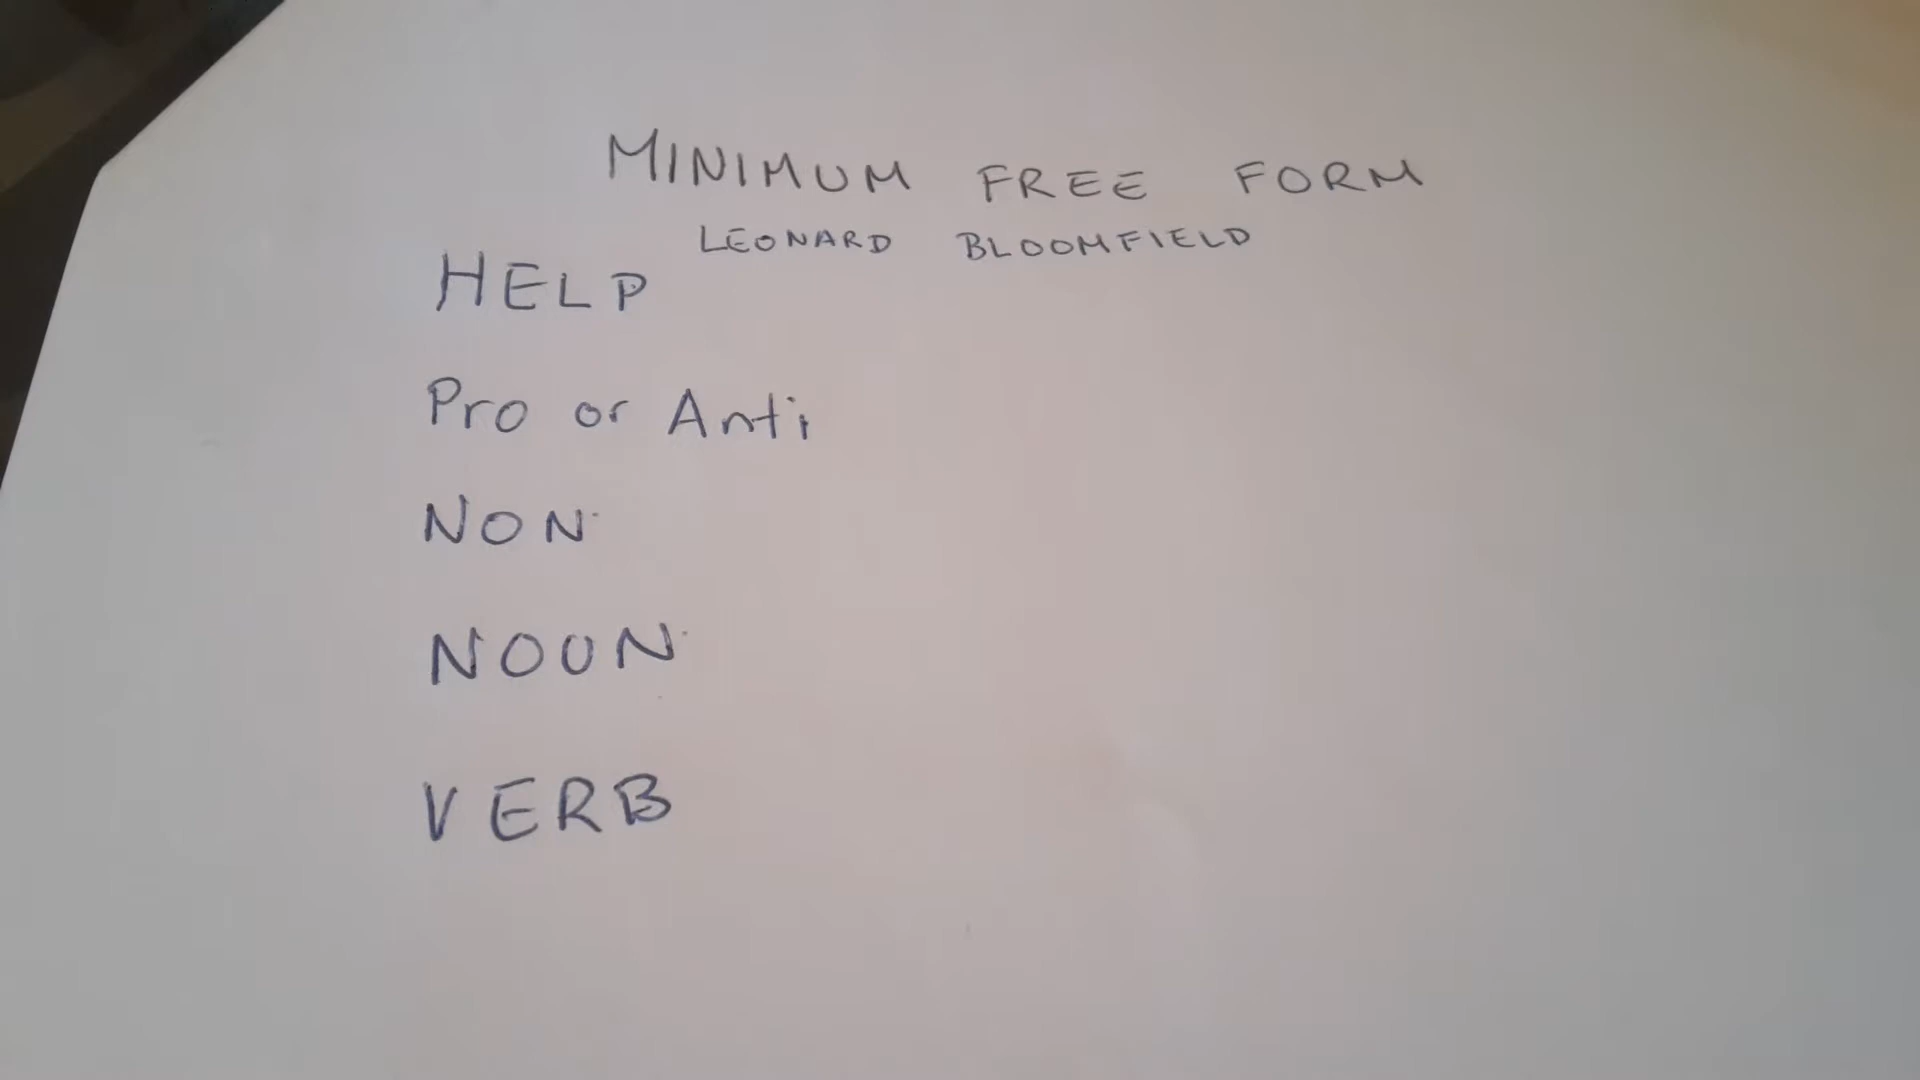 MINIMUM FREE FORM
LEONARD BLOOMFIELD
HELP
Pro or Anti
NON
NOUN
VERB